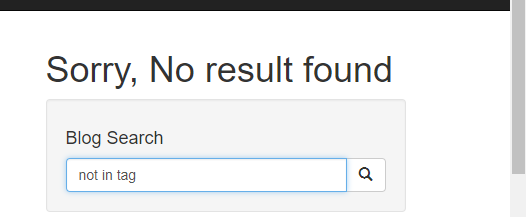 Sorry, No result found
Blog Search
not in tag